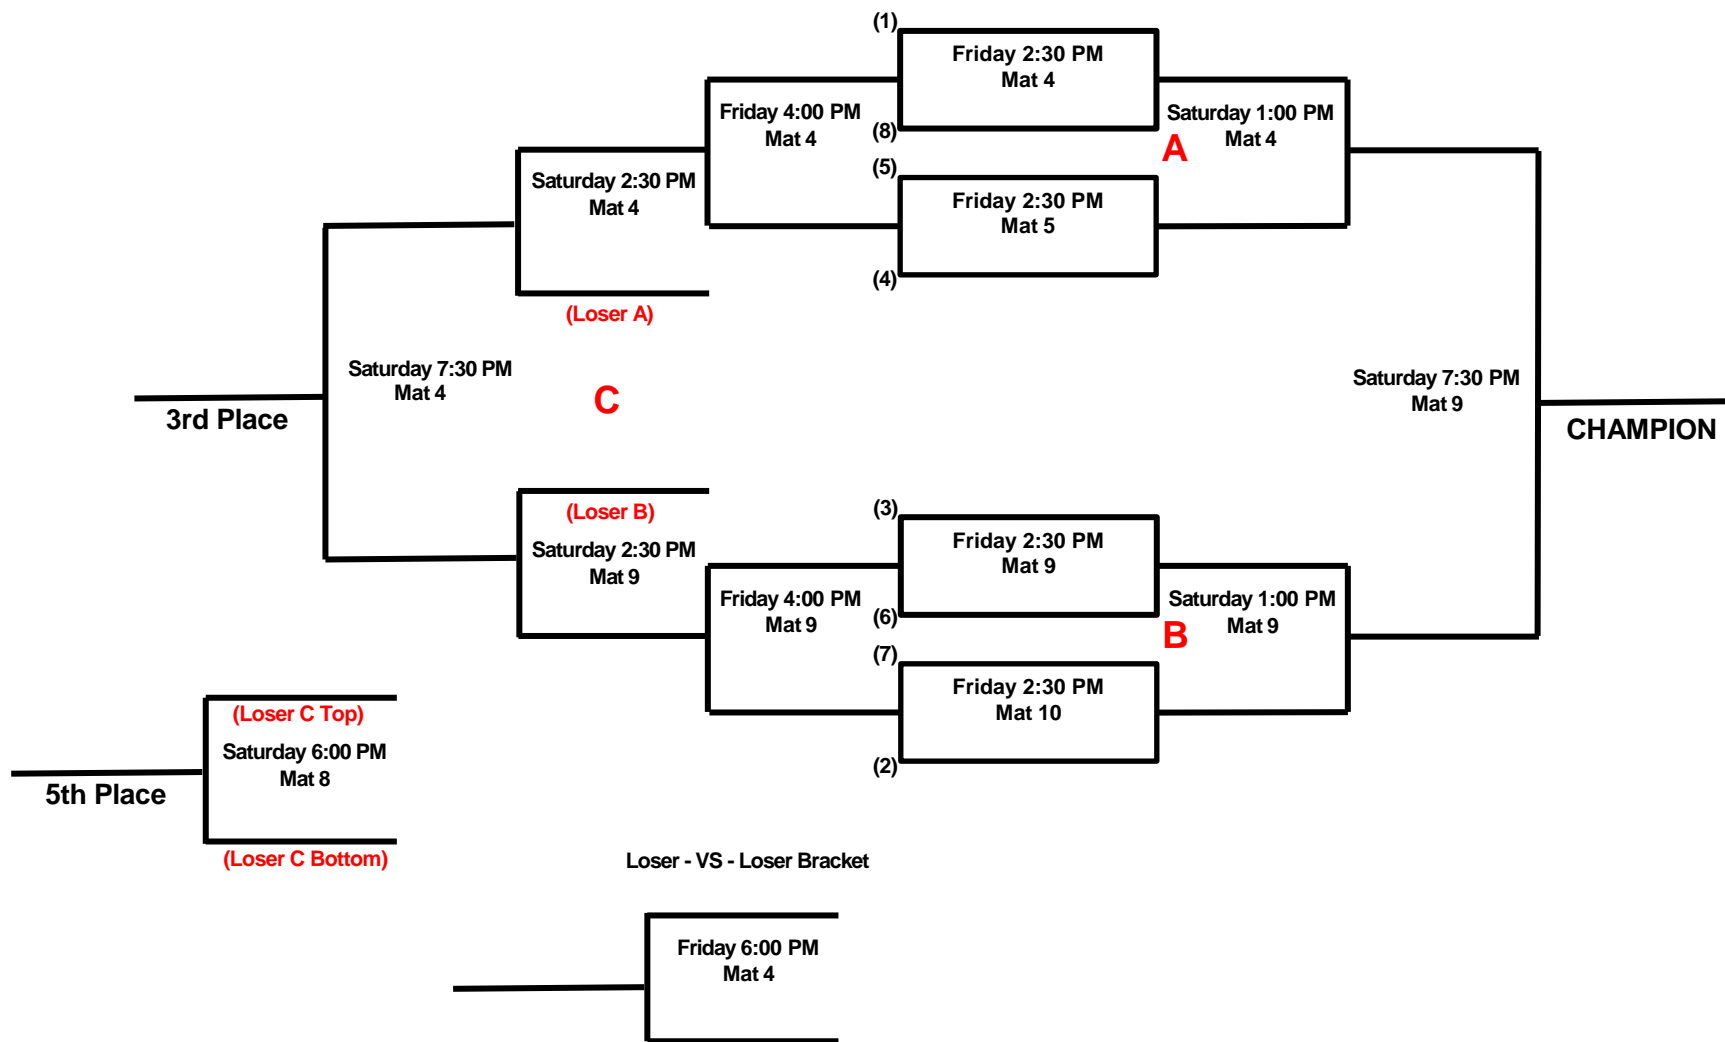 (1)
Friday 2:30 PM
Mat 4
Friday 4:00 PM
Mat 4
(8)
Saturday 1:00 PM
Mat 4
A
(5)
Saturday 2:30 PM
Mat 4
Friday 2:30 PM
Mat 5
(4)
(Loser A)
Saturday 7:30 PM
Mat 4
C
Saturday 7:30 PM
Mat 9
3rd Place
CHAMPION
(Loser B)
(3)
Saturday 2:30 PM
Mat 9
Friday 2:30 PM
Mat 9
Friday 4:00 PM
Mat 9
(6)
Saturday 1:00 PM
Mat 9
B
(7)
Friday 2:30 PM
Mat 10
(2)
(Loser C Top)
Saturday 6:00 PM
Mat 8
5th Place
(Loser C Bottom)
Loser - VS - Loser Bracket
Friday 6:00 PM
Mat 4